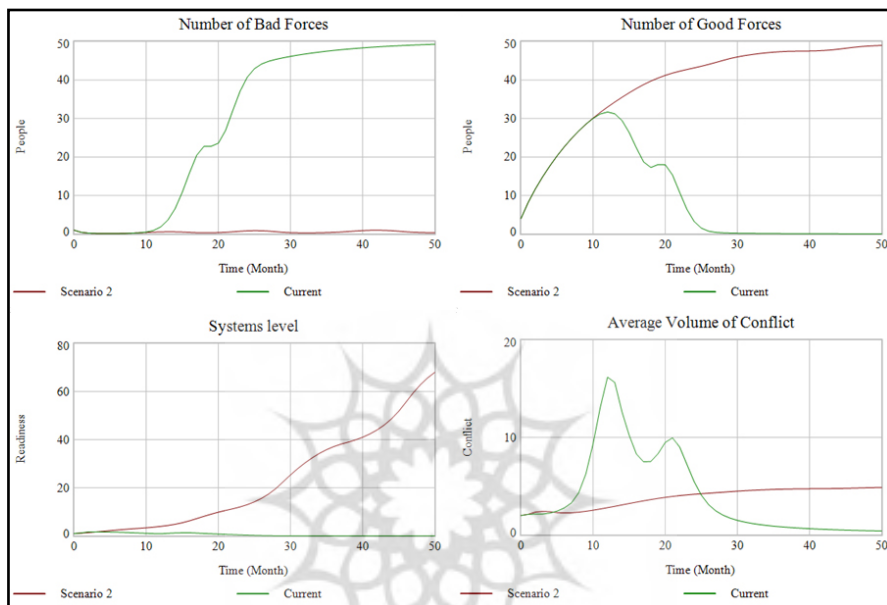 Number of Bad Forces
50
40
30
20
10
0
People
0 10 20 30 40 50
Time (Month)
Scenario 2 Current
Number of Good Forces
50
40
30
20
10
0
People
0 10 20 30 40 50
Time (Month)
Scenario 2 Current
Systems level
80
60
40
20
0
Readiness
0 10 20 30 40 50
Time (Month)
Scenario 2 Current
Average Volume of Conflict
20
10
0
Conflict
0 10 20 30 40 50
Time (Month)
Scenario 2 Current